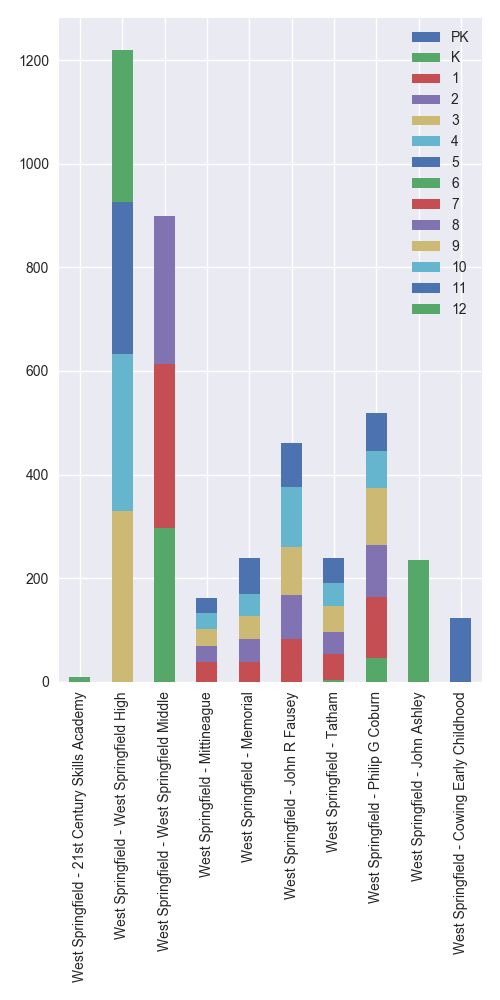 1200
1000
800
600
400
200
0
PK
K
1
2
3
4
5
6
7
8
9
10
11
12
West Springfield - 21st Century Skills Academy
West Springfield - West Springfield High
West Springfield - West Springfield Middle
West Springfield - Mittineague
West Springfield - Memorial
West Springfield - John R Fausey
West Springfield - Tatham
West Springfield - Philip G Coburn
West Springfield - John Ashley
West Springfield - Cowing Early Childhood